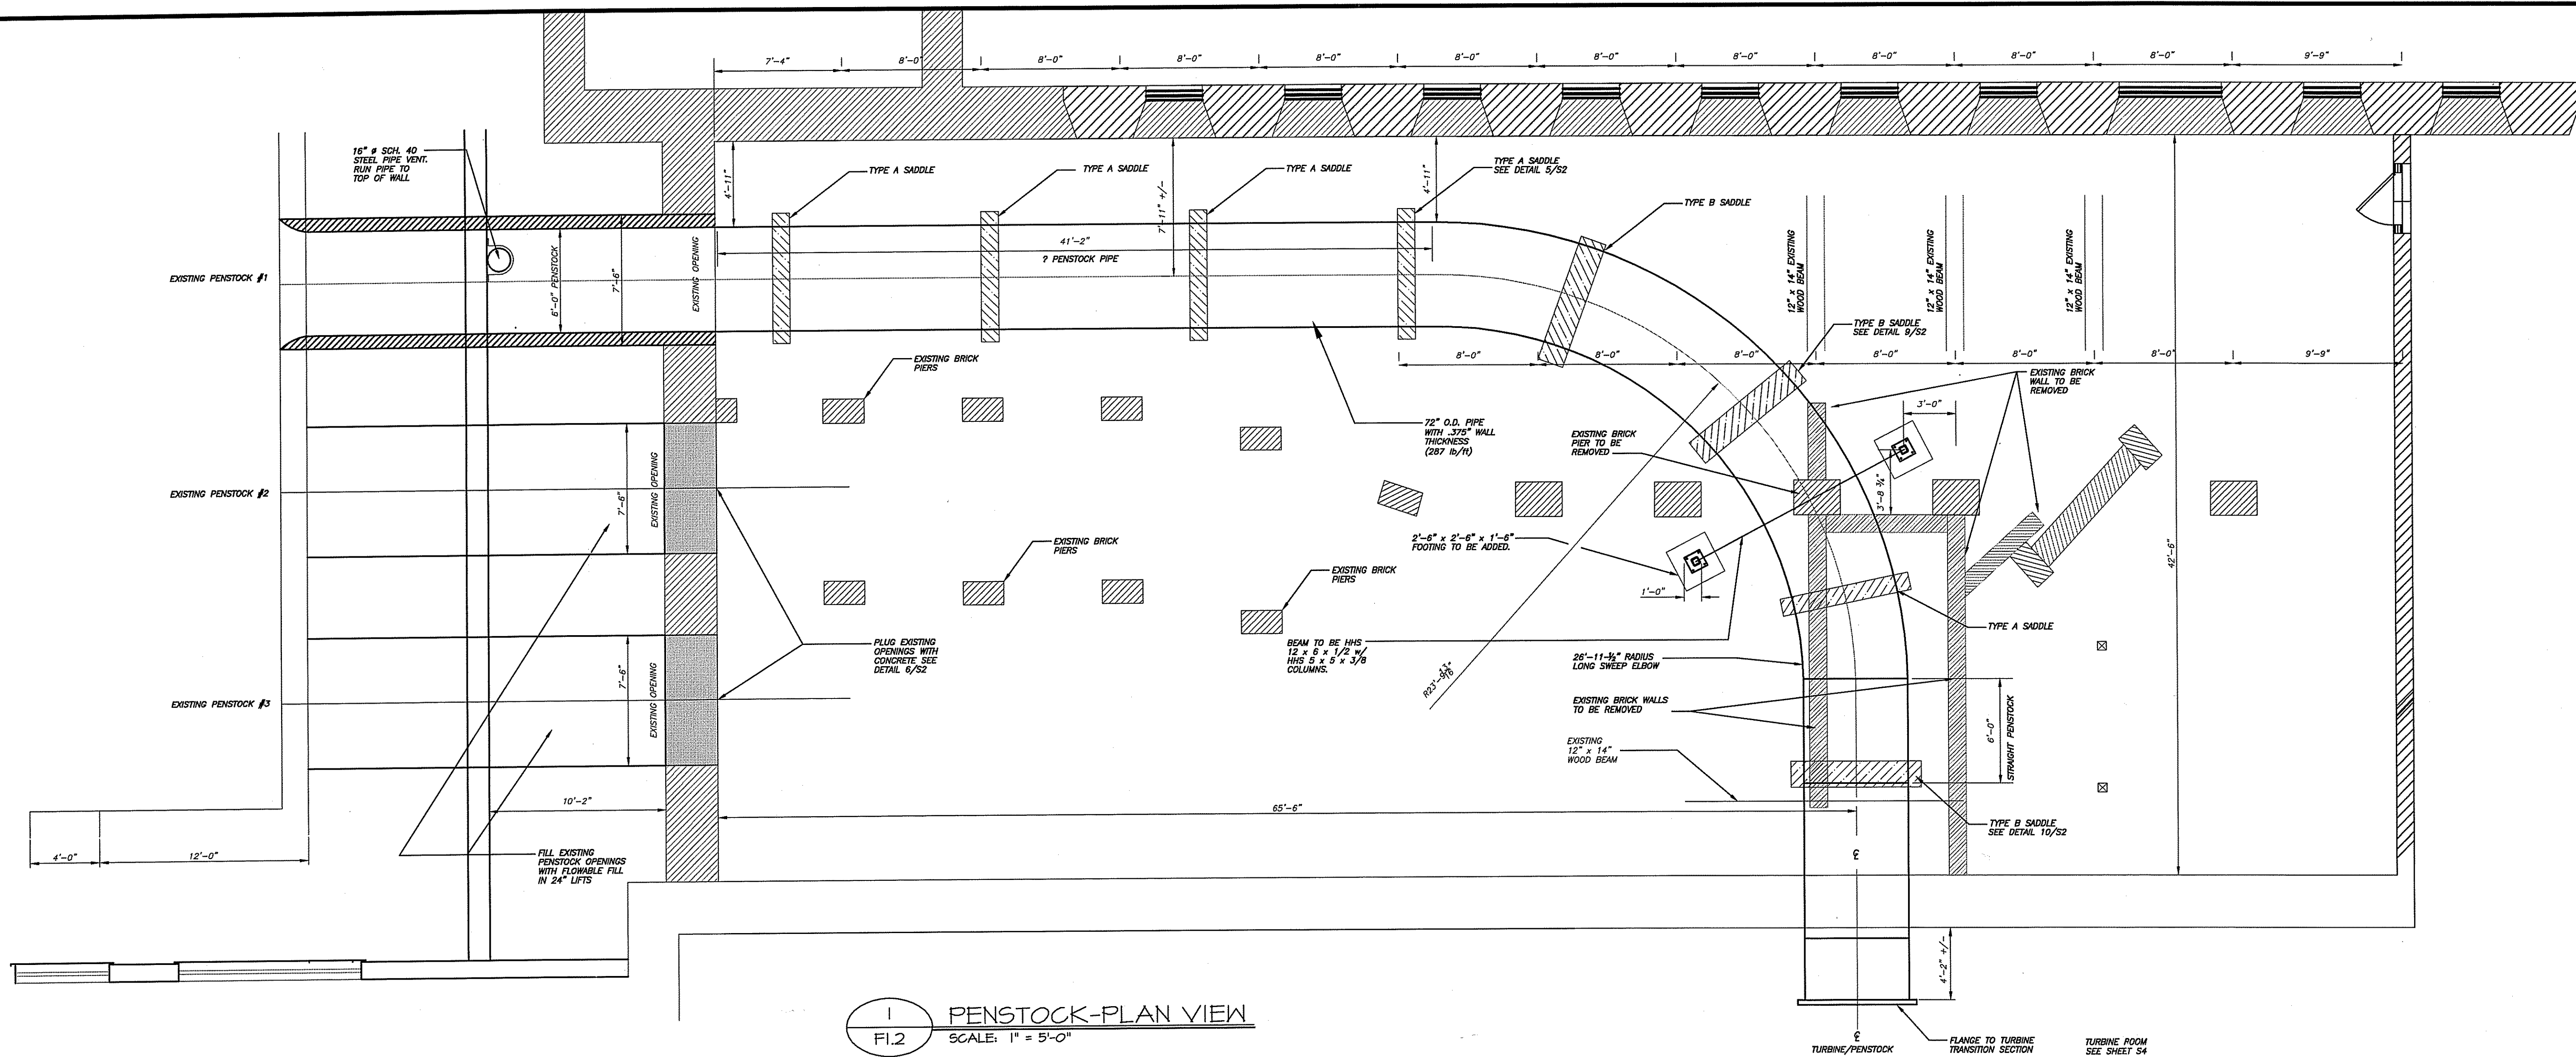 7'-4"
8'-0"
8'-0"
8'-0"
8'-0"
8'-0"
8'-0"
8'-0"
8'-0"
8'-0"
8'-0"
9'-9"
16" ø SCH. 40
STEEL PIPE VENT.
RUN PIPE TO
TOP OF WALL
4'-11"
TYPE A SADDLE
TYPE A SADDLE
7'-11" +/-
TYPE A SADDLE
4'-11"
TYPE A SADDLE
SEE DETAIL 5/S2
TYPE B SADDLE
EXISTING PENSTOCK #1
6'-0" PENSTOCK
7'-6"
EXISTING OPENING
41'-2"
? PENSTOCK PIPE
12" x 14" EXISTING
WOOD BEAM
12" x 14" EXISTING
WOOD BEAM
12" x 14" EXISTING
WOOD BEAM
TYPE B SADDLE
SEE DETAIL 9/S2
8'-0"
8'-0"
8'-0"
8'-0"
8'-0"
8'-0"
9'-9"
EXISTING BRICK
PIERS
EXISTING BRICK
WALL TO BE
REMOVED
3'-0"
72" O.D. PIPE
WITH .375" WALL
THICKNESS
(287 lb/ft)
EXISTING BRICK
PIER TO BE
REMOVED
EXISTING PENSTOCK #2
7'-6"
EXISTING OPENING
3'-8 3/4"
2'-6" x 2'-6" x 1'-6"
FOOTING TO BE ADDED.
EXISTING BRICK
PIERS
EXISTING BRICK
PIERS
42'-6"
1'-0"
TYPE A SADDLE
PLUG EXISTING
OPENINGS WITH
CONCRETE SEE
DETAIL 6/S2
BEAM TO BE HHS
12 x 6 x 1/2 w/
HHS 5 x 5 x 3/8
COLUMNS.
26'-11-1/2" RADIUS
LONG SWEEP ELBOW
R23'-9 13/16"
EXISTING PENSTOCK #3
7'-6"
EXISTING OPENING
EXISTING BRICK WALLS
TO BE REMOVED
6'-0"
STRAIGHT PENSTOCK
EXISTING
12" x 14"
WOOD BEAM
10'-2"
65'-6"
TYPE B SADDLE
SEE DETAIL 10/S2
4'-0"
12'-0"
FILL EXISTING
PENSTOCK OPENINGS
WITH FLOWABLE FILL
IN 24" LIFTS
4'-2" +/-
1
F1.2
PENSTOCK-PLAN VIEW
SCALE: 1" = 5'-0"
TURBINE/PENSTOCK
FLANGE TO TURBINE
TRANSITION SECTION
TURBINE ROOM
SEE SHEET S4